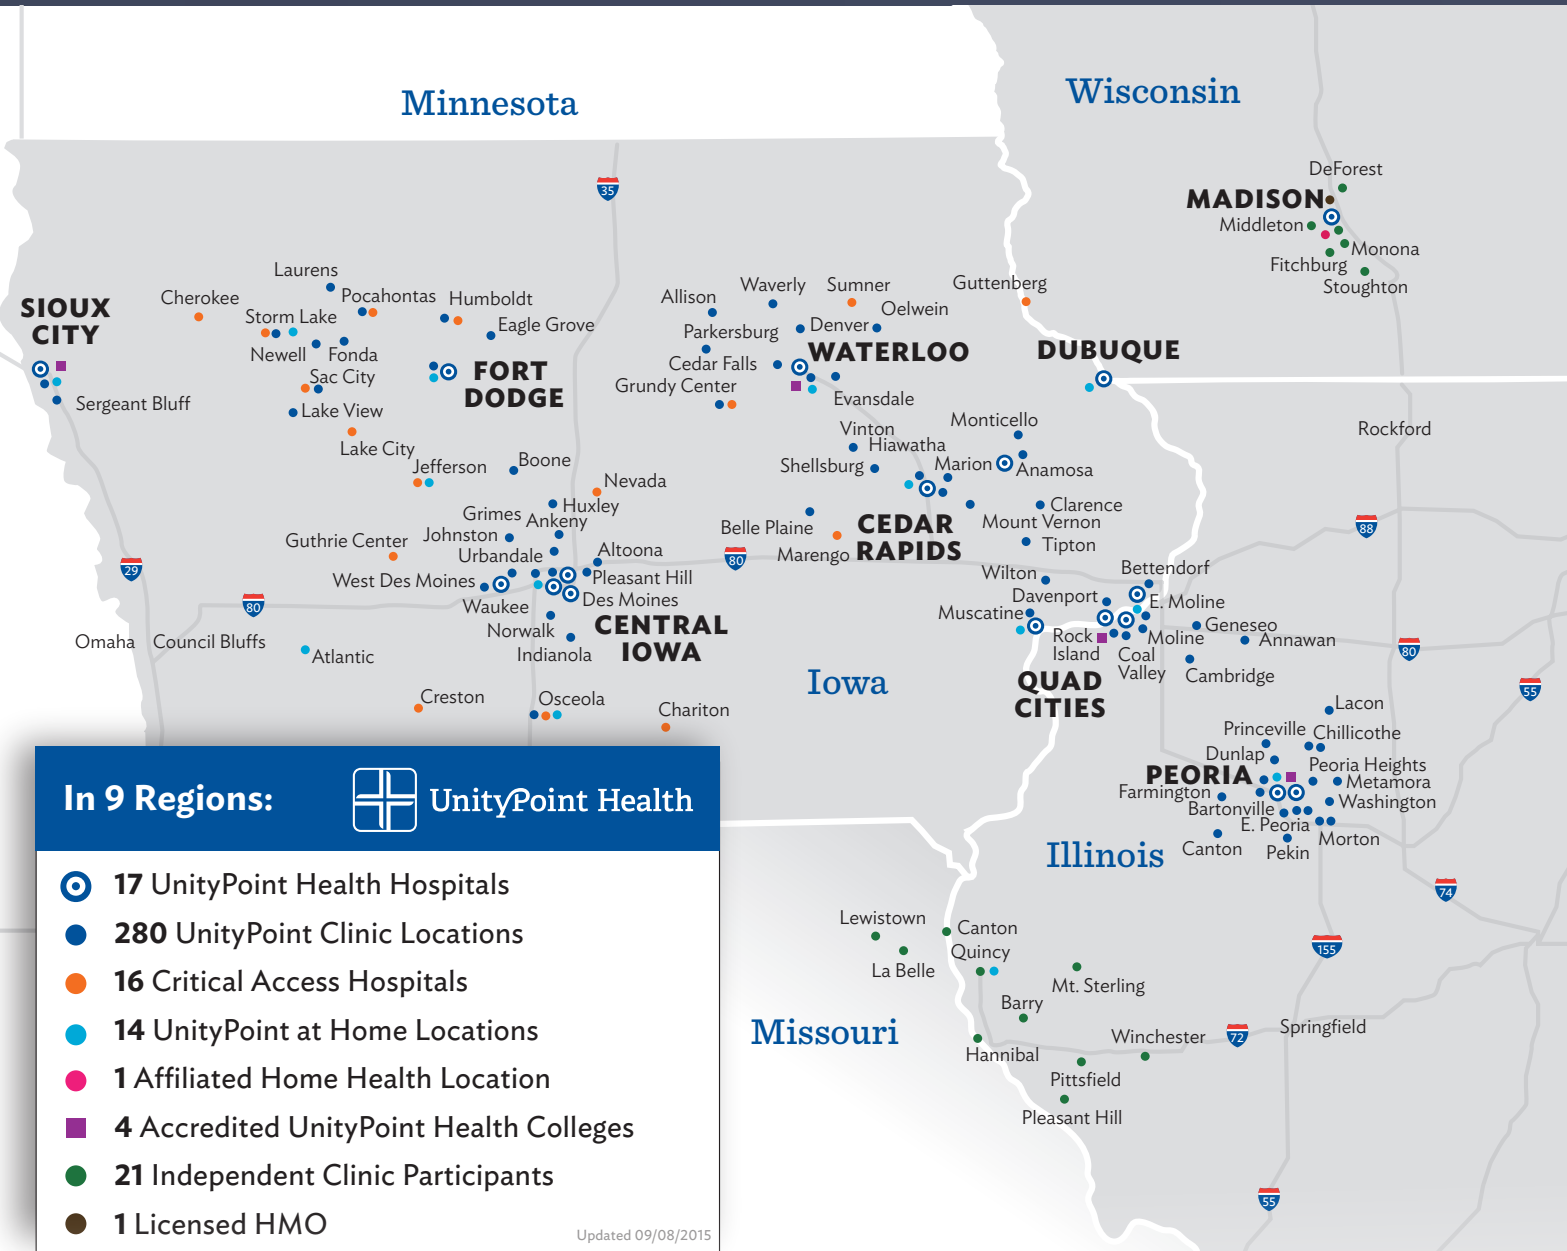 Minnesota
Wisconsin
35
DeForest
MADISON
Middleton
Monona
Fitchburg
Stoughton
Laurens
Cherokee
Pocahontas
Humboldt
Storm Lake
Eagle Grove
Newell
Fonda
Sac City
Lake View
Lake City
SIOUX
CITY
Sergeant Bluff
FORT
DODGE
Allison
Waverly
Sumner
Guttenberg
Oelwein
Parkersburg
Denver
WATERLOO
Cedar Falls
Grundy Center
Evansdale
DUBUQUE
Monticello
Rockford
Vinton
Hiawatha
Shellsburg
Marion
Anamosa
Jefferson
Boone
Nevada
Huxley
Grimes
Ankeny
Johnston
Guthrie Center
Urbandale
Altoona
West Des Moines
Pleasant Hill
Waukee
Des Moines
Norwalk
CENTRAL
IOWA
Indianola
Belle Plaine
CEDAR
RAPIDS
Marengo
Clarence
Mount Vernon
Tipton
88
80
29
80
Omaha
Council Bluffs
Atlantic
Creston
Osceola
Chariton
Iowa
Wilton
Bettendorf
Davenport
Muscatine
E. Moline
Geneseo
Rock
Island
Moline
Annawan
Coal
Valley
Cambridge
QUAD
CITIES
80
55
Lacon
Princeville
Chillicothe
Dunlap
PEORIA
Peoria Heights
Metamora
Farmington
Washington
Bartonville
E. Peoria
Morton
Canton
Pekin
Illinois
74
155
Lewistown
Canton
Quincy
La Belle
Mt. Sterling
Barry
Missouri
Hannibal
Winchester
72
Springfield
Pittsfield
Pleasant Hill
55
In 9 Regions:
UnityPoint Health
17 UnityPoint Health Hospitals
280 UnityPoint Clinic Locations
16 Critical Access Hospitals
14 UnityPoint at Home Locations
1 Affiliated Home Health Location
4 Accredited UnityPoint Health Colleges
21 Independent Clinic Participants
1 Licensed HMO
Updated 09/08/2015